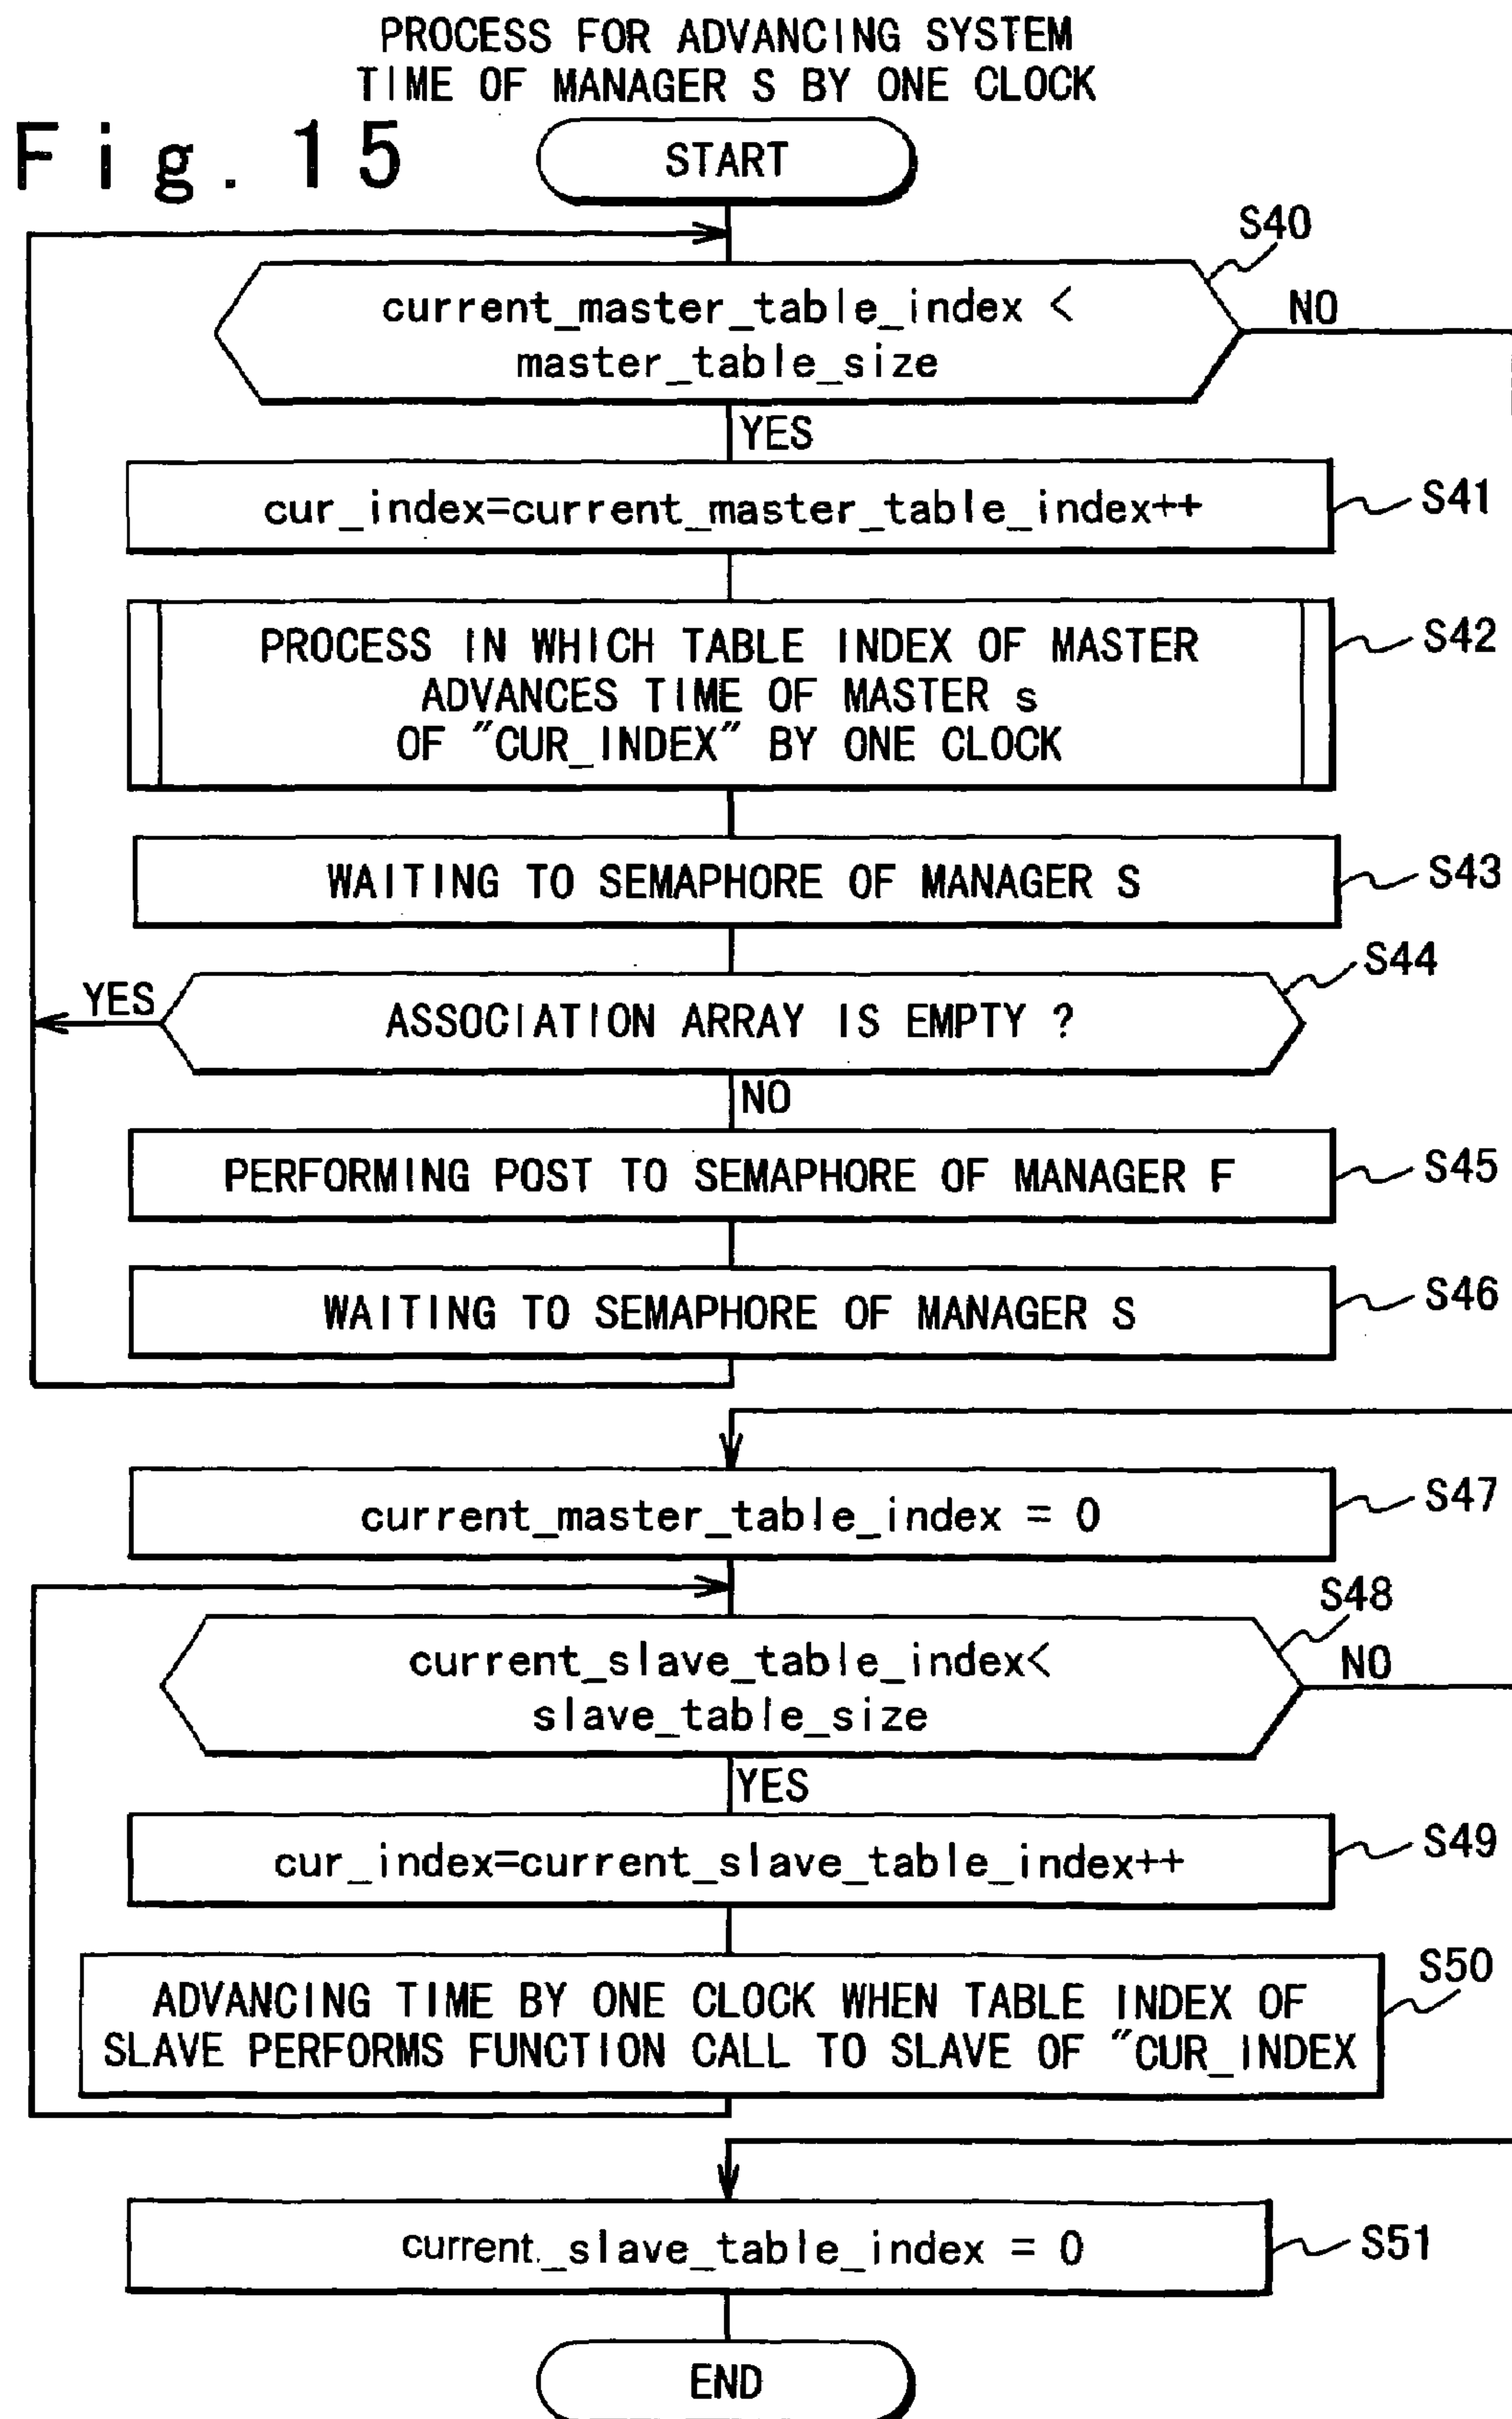 PROCESS FOR ADVANCING SYSTEM
TIME OF MANAGER S BY ONE CLOCK
Fig. 15
START
S40
current_master_table_index <
master_table_size
NO
YES
cur_index=current_master_table_index++
S41
PROCESS IN WHICH TABLE INDEX OF MASTER
ADVANCES TIME OF MASTER s
OF "CUR_INDEX" BY ONE CLOCK
S42
WAITING TO SEMAPHORE OF MANAGER S
S43
S44
YES
ASSOCIATION ARRAY IS EMPTY ?
NO
PERFORMING POST TO SEMAPHORE OF MANAGER F
S45
WAITING TO SEMAPHORE OF MANAGER S
S46
current_master_table_index = 0
S47
S48
current_slave_table_index<
slave_table_size
NO
YES
cur_index=current_slave_table_index++
S49
ADVANCING TIME BY ONE CLOCK WHEN TABLE INDEX OF
SLAVE PERFORMS FUNCTION CALL TO SLAVE OF "CUR_INDEX
S50
current_slave_table_index = 0
S51
END